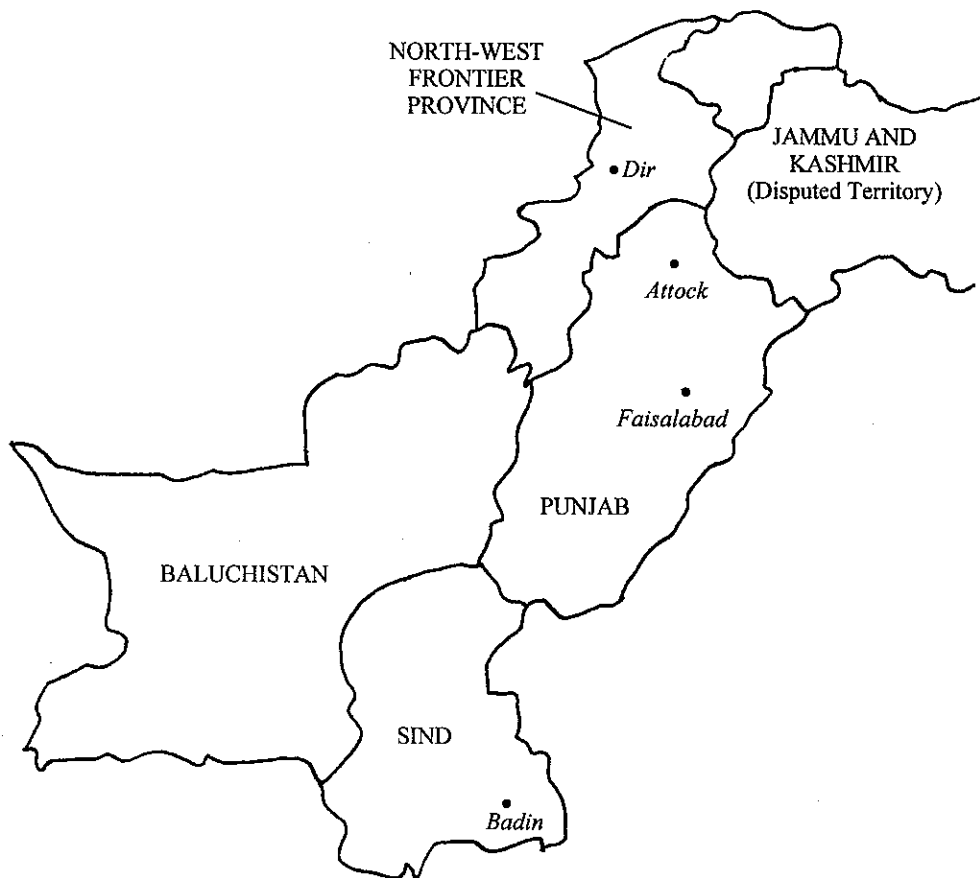 NORTH-WEST
FRONTIER
PROVINCE
JAMMU AND
KASHMIR
(Disputed Territory)
Dir
Attock
Faisalabad
PUNJAB
BALUCHISTAN
SIND
Badin